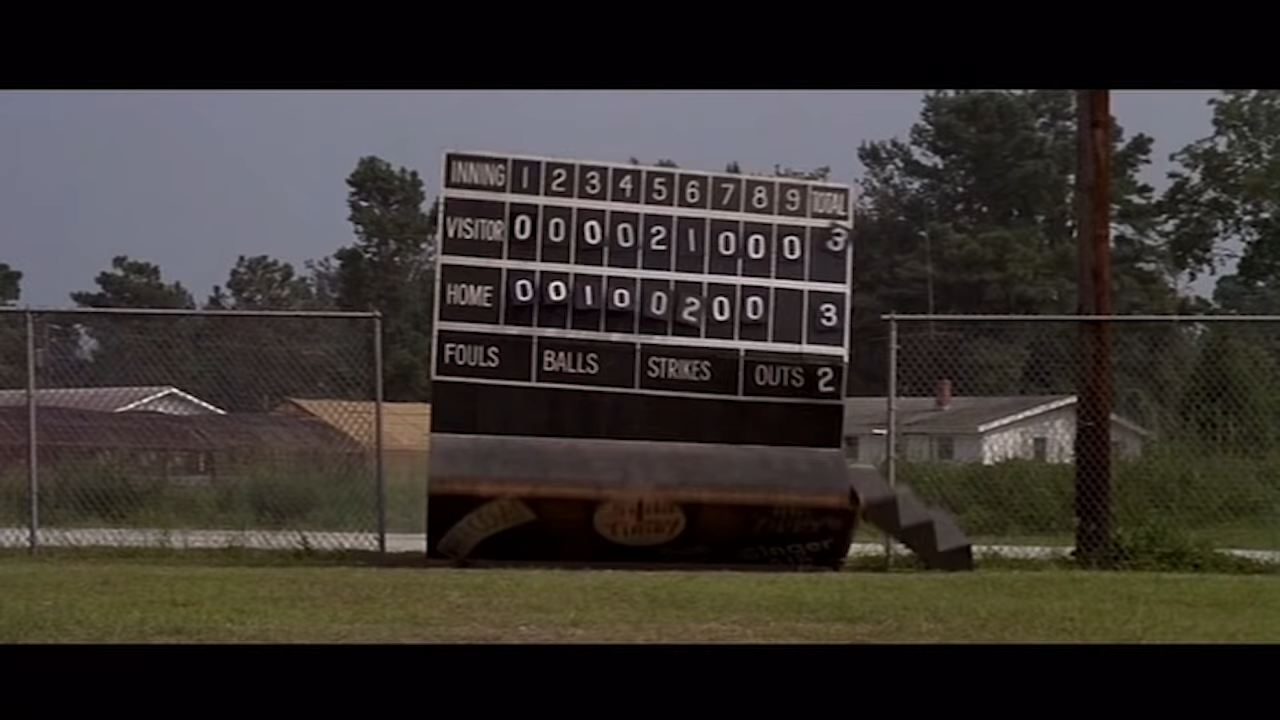 INNING 1 2 3 4 5 6 7 8 9 TOTAL
VISITOR 0 0 0 0 2 1 0 0 0 3
HOME 0 0 1 0 0 2 0 0 3
FOULS BALLS STRIKES OUTS 2
Ginger